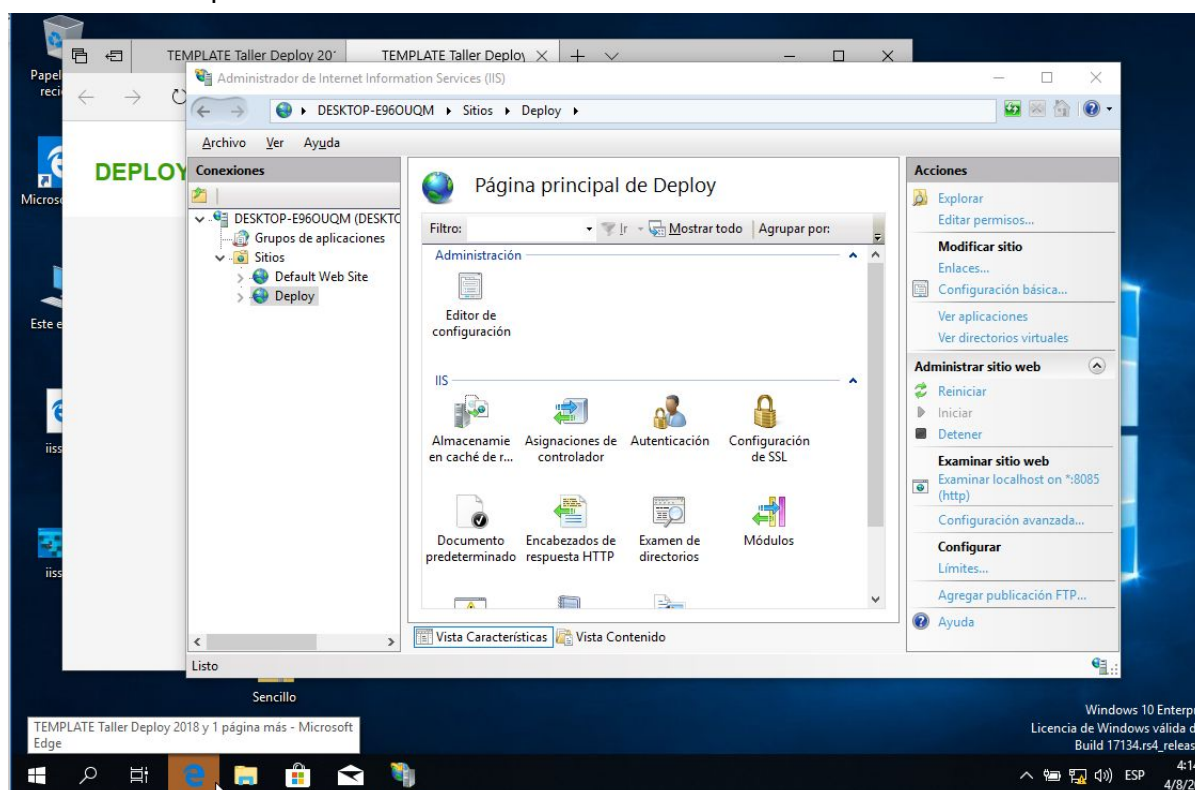 Papel
reci
Microso
Este e
iiss
iiss
Sencillo
TEMPLATE Taller Deploy 20
TEMPLATE Taller Deploy
DEPLOY
Administrador de Internet Information Services (IIS)
DESKTOP-E96OUQM
Sitios
Deploy
Archivo Ver Ayuda
Conexiones
DESKTOP-E96OUQM (DESKTO
Grupos de aplicaciones
Sitios
Default Web Site
Deploy
Página principal de Deploy
Filtro: Ir Mostrar todo Agrupar por:
Administración
Editor de
configuración
IIS
Almacenamie
en caché de r...
Asignaciones de
controlador
Autenticación
Configuración
de SSL
Documento
predeterminado
Encabezados de
respuesta HTTP
Examen de
directorios
Módulos
Vista Características Vista Contenido
Acciones
Explorar
Editar permisos...
Modificar sitio
Enlaces...
Configuración básica...
Ver aplicaciones
Ver directorios virtuales
Administrar sitio web
Reiniciar
Iniciar
Detener
Examinar sitio web
Examinar localhost on *:8085
(http)
Configuración avanzada...
Configurar
Límites...
Agregar publicación FTP...
Ayuda
Listo
TEMPLATE Taller Deploy 2018 y 1 página más - Microsoft
Edge
Windows 10 Enterpr
Licencia de Windows válida d
Build 17134.rs4_releas
ESP
4:14
4/8/2